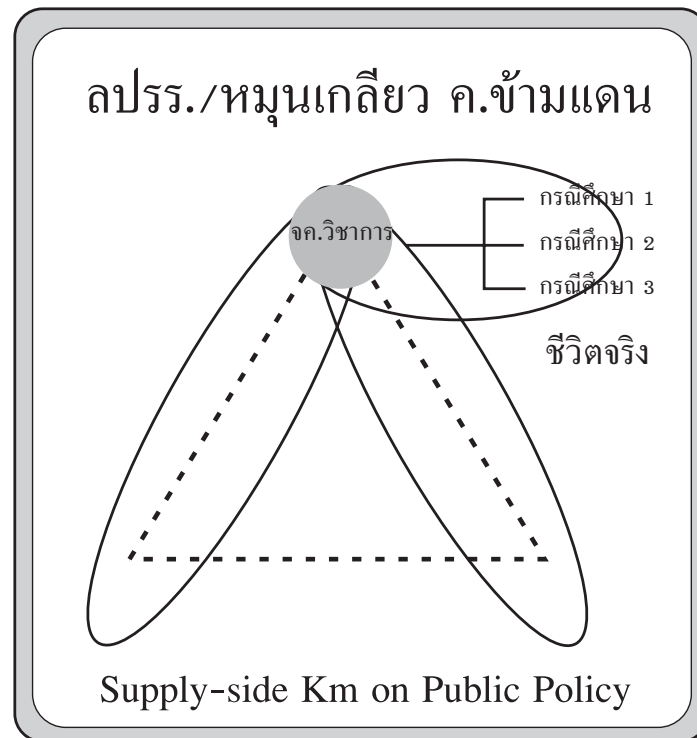 ลปรร./หมุนเกลียว ค.ข้ามแดน
จค.วิชาการ
กรณีศึกษา 1
กรณีศึกษา 2
กรณีศึกษา 3
ชีวิตจริง
Supply-side Km on Public Policy